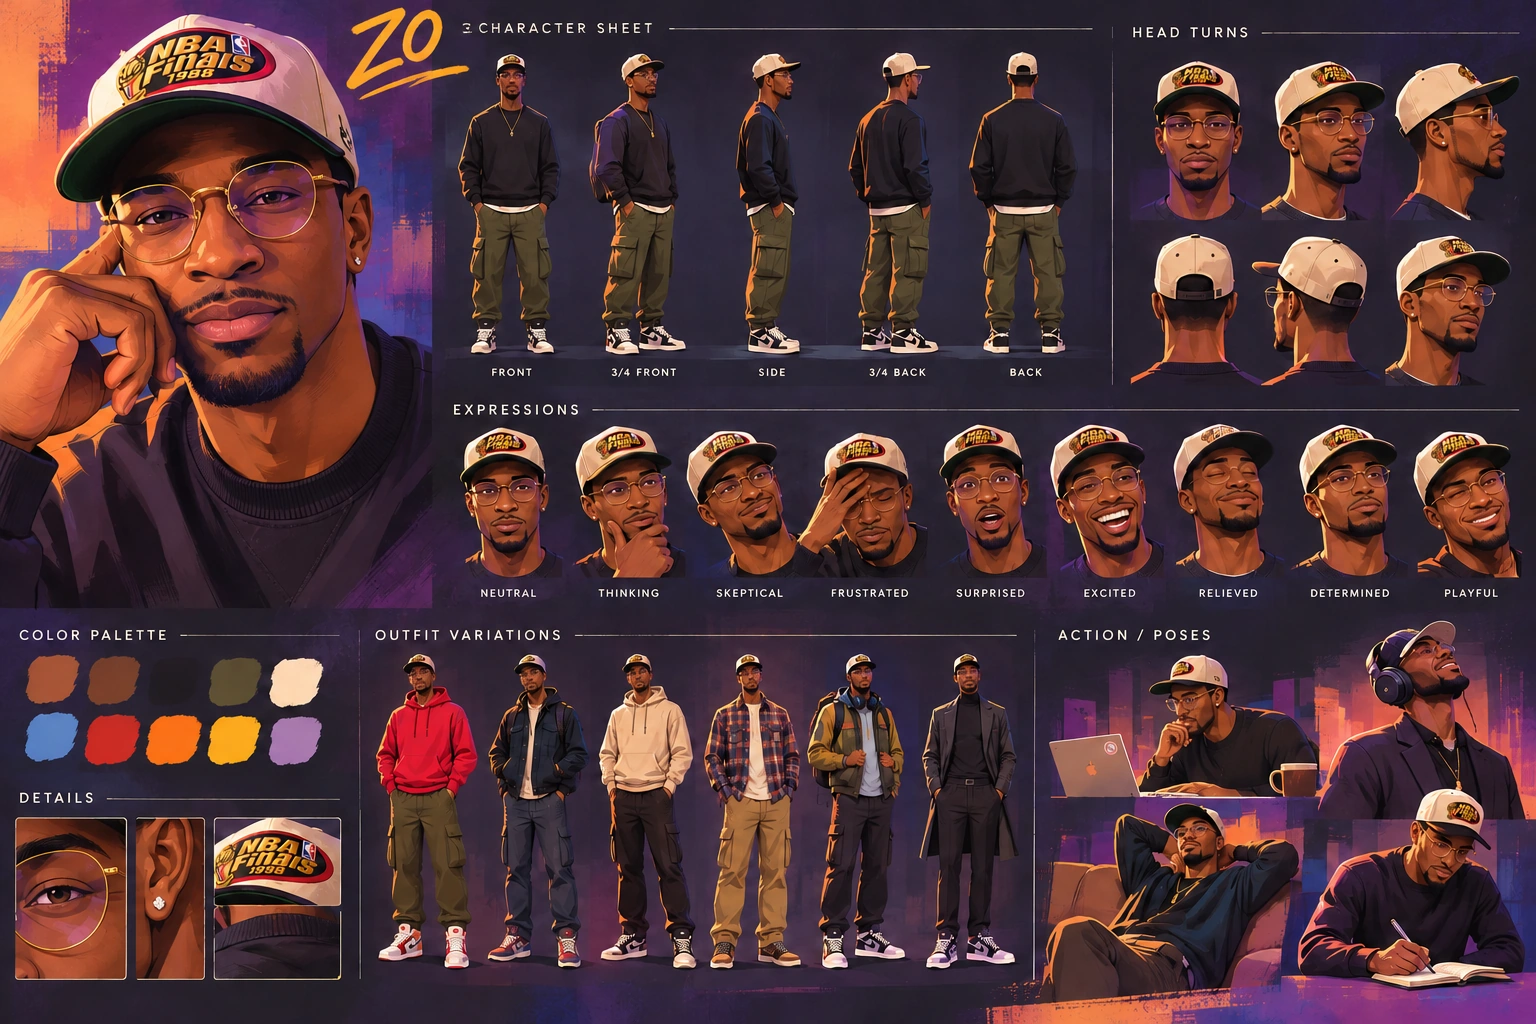 ZO
CHARACTER SHEET
HEAD TURNS
NBA
Finals
1988
FRONT
3/4 FRONT
SIDE
3/4 BACK
BACK
EXPRESSIONS
NEUTRAL
THINKING
SKEPTICAL
FRUSTRATED
SURPRISED
EXCITED
RELIEVED
DETERMINED
PLAYFUL
COLOR PALETTE
OUTFIT VARIATIONS
ACTION / POSES
DETAILS
NBA
Finals
1998